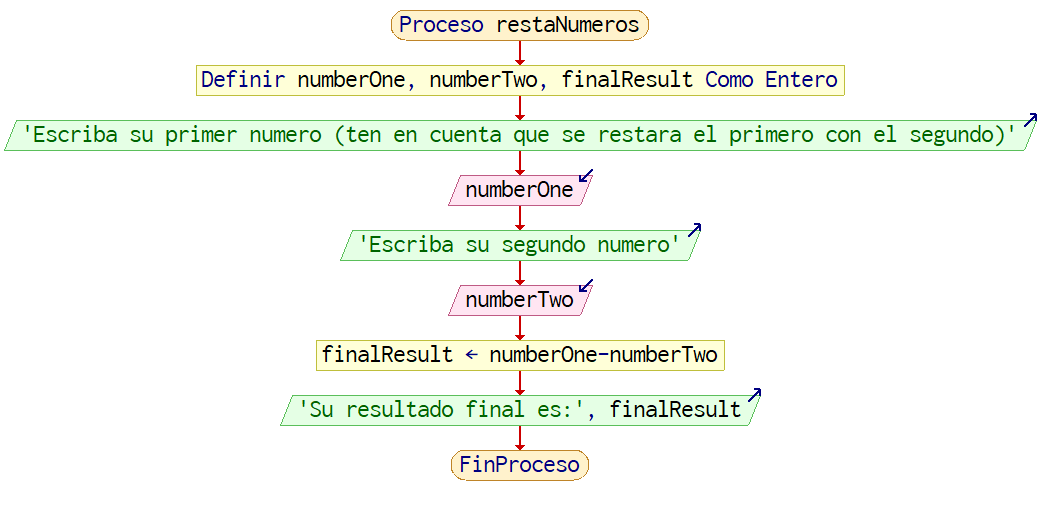 Proceso restaNumeros
Definir numberOne, numberTwo, finalResult Como Entero
'Escriba su primer numero (ten en cuenta que se restara el primero con el segundo)'
numberOne
'Escriba su segundo numero'
numberTwo
finalResult ← numberOne-numberTwo
'Su resultado final es:', finalResult
FinProceso